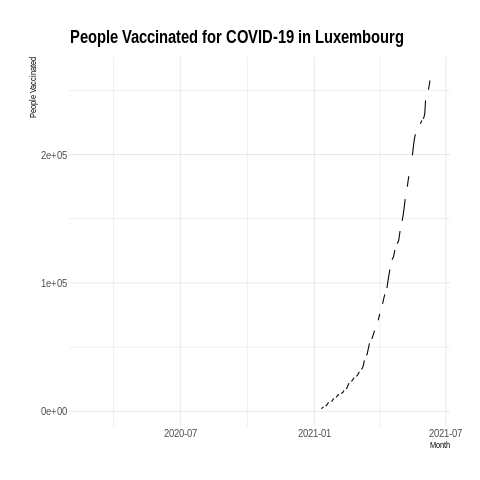 People Vaccinated for COVID-19 in Luxembourg
People Vaccinated
2e+05
1e+05
0e+00
2020-07
2021-01
2021-07
Month